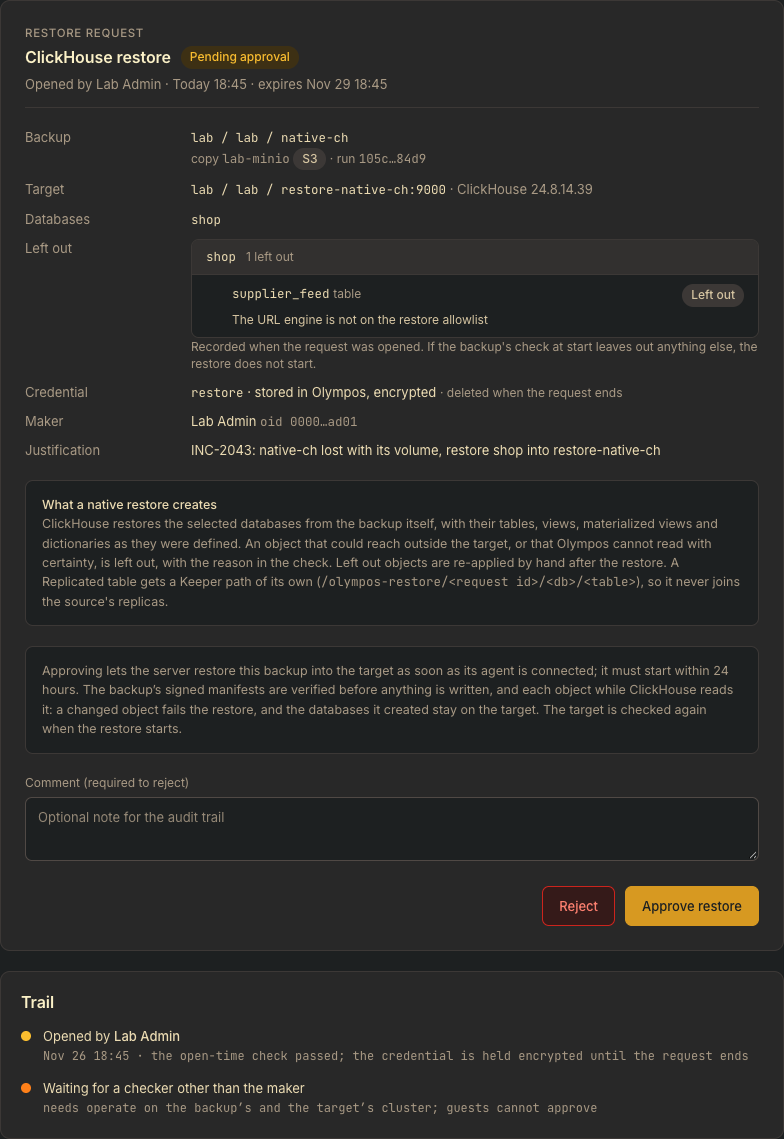 RESTORE REQUEST
ClickHouse restore Pending approval
Opened by Lab Admin · Today 18:45 · expires Nov 29 18:45
Backup lab / lab / native-ch
copy lab-minio S3 · run 105c…84d9
Target lab / lab / restore-native-ch:9000 · ClickHouse 24.8.14.39
Databases shop
Left out shop 1 left out
supplier_feed table Left out
The URL engine is not on the restore allowlist
Recorded when the request was opened. If the backup's check at start leaves out anything else, the
restore does not start.
Credential restore · stored in Olympos, encrypted · deleted when the request ends
Maker Lab Admin oid 0000…ad01
Justification INC-2043: native-ch lost with its volume, restore shop into restore-native-ch
What a native restore creates
ClickHouse restores the selected databases from the backup itself, with their tables, views, materialized views and
dictionaries as they were defined. An object that could reach outside the target, or that Olympos cannot read with
certainty, is left out, with the reason in the check. Left out objects are re-applied by hand after the restore. A
Replicated table gets a Keeper path of its own (/olympos-restore/<request id>/<db>/<table>), so it never joins
the source's replicas.
Approving lets the server restore this backup into the target as soon as its agent is connected; it must start within 24
hours. The backup’s signed manifests are verified before anything is written, and each object while ClickHouse reads
it: a changed object fails the restore, and the databases it created stay on the target. The target is checked again
when the restore starts.
Comment (required to reject)
Optional note for the audit trail
Reject Approve restore
Trail
Opened by Lab Admin
Nov 26 18:45 · the open-time check passed; the credential is held encrypted until the request ends
Waiting for a checker other than the maker
needs operate on the backup’s and the target’s cluster; guests cannot approve